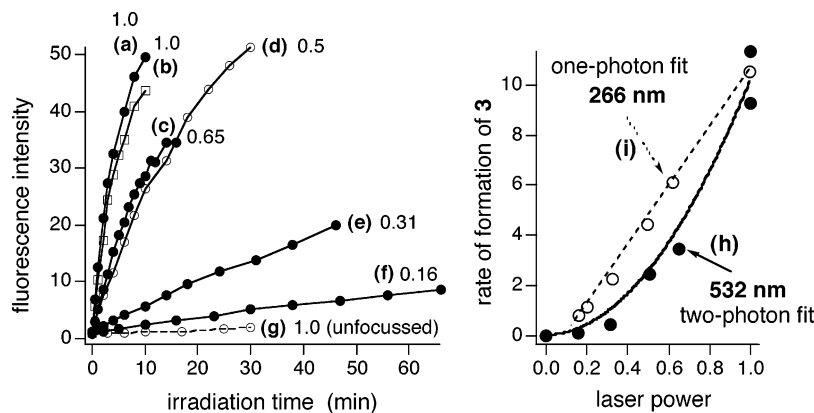 1.0
(a) 1.0
(b)
(d) 0.5
(c)
0.65
(e) 0.31
(f) 0.16
(g) 1.0 (unfocussed)
50
40
30
20
10
0
fluorescence intensity
0 10 20 30 40 50 60
irradiation time (min)
one-photon fit
266 nm
(i)
(h)
532 nm
two-photon fit
10
8
6
4
2
0
rate of formation of 3
0.0 0.2 0.4 0.6 0.8 1.0
laser power